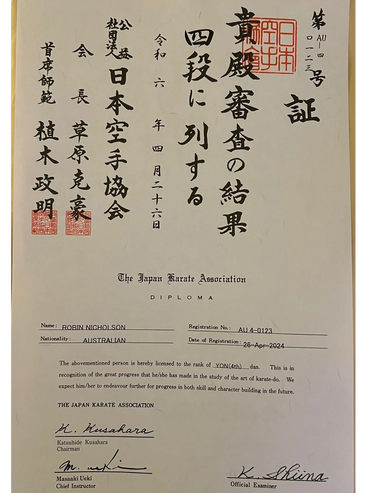 第AU－四
〇一二三号
証
貴殿審査の結果
四段に列する
令和六年四月二十六日
公益
社団法人日本空手協会
会長草原克豪
首席師範植木政明
The Japan Karate Association
DIPLOMA
Name: ROBIN NICHOLSON
Registration No.: AU 4-0123
Nationality: AUSTRALIAN
Date of Registration: 26-Apr-2024
The abovementioned person is hereby licensed to the rank of YON(4th) dan. This is in
recognition of the great progress that he/she has made in the study of the art of karate-do. We
expect him/her to endeavour further for progress in both skill and character building in the future.
THE JAPAN KARATE ASSOCIATION
K. Kusahara
Katsuhide Kusahara
Chairman
Masaaki Ueki
Chief Instructor
K. Shiina
Official Examiner